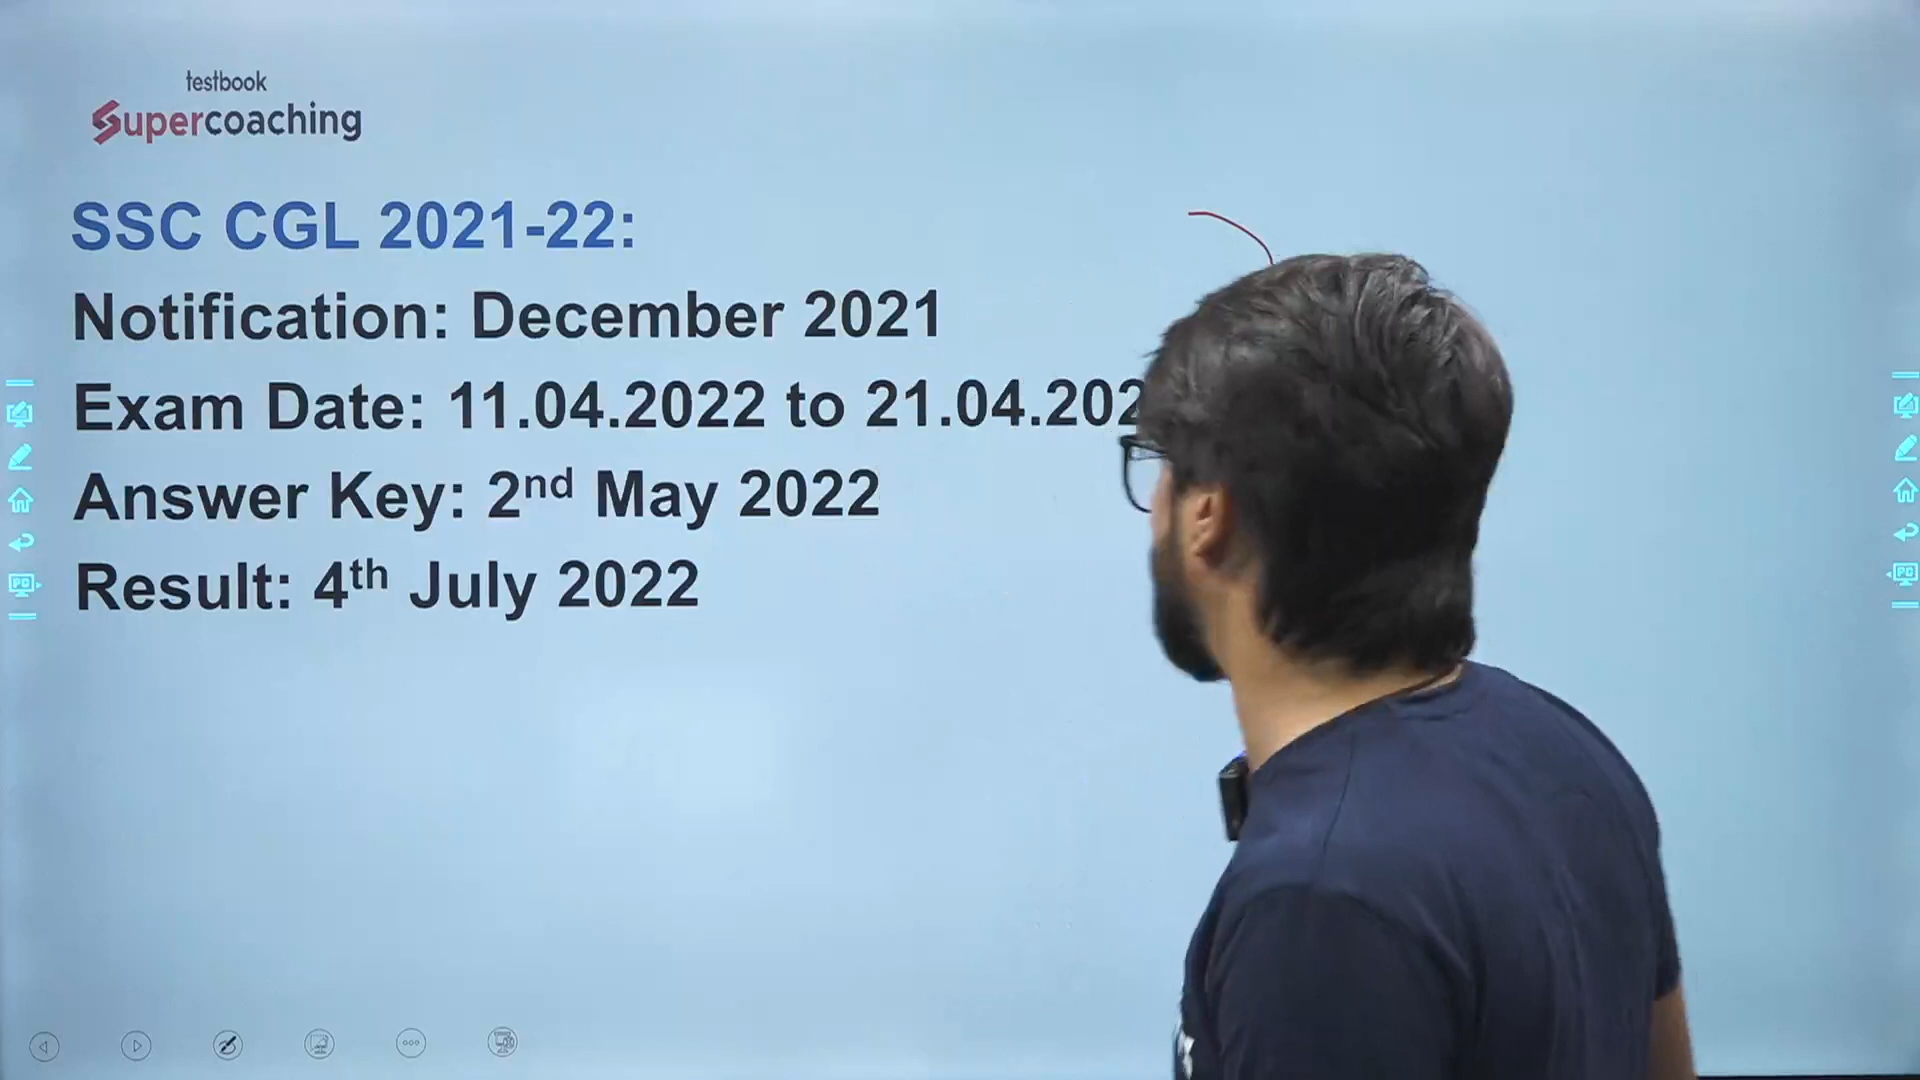 testbook
Supercoaching
SSC CGL 2021-22:
Notification: December 2021
Exam Date: 11.04.2022 to 21.04.202
Answer Key: 2nd May 2022
Result: 4th July 2022